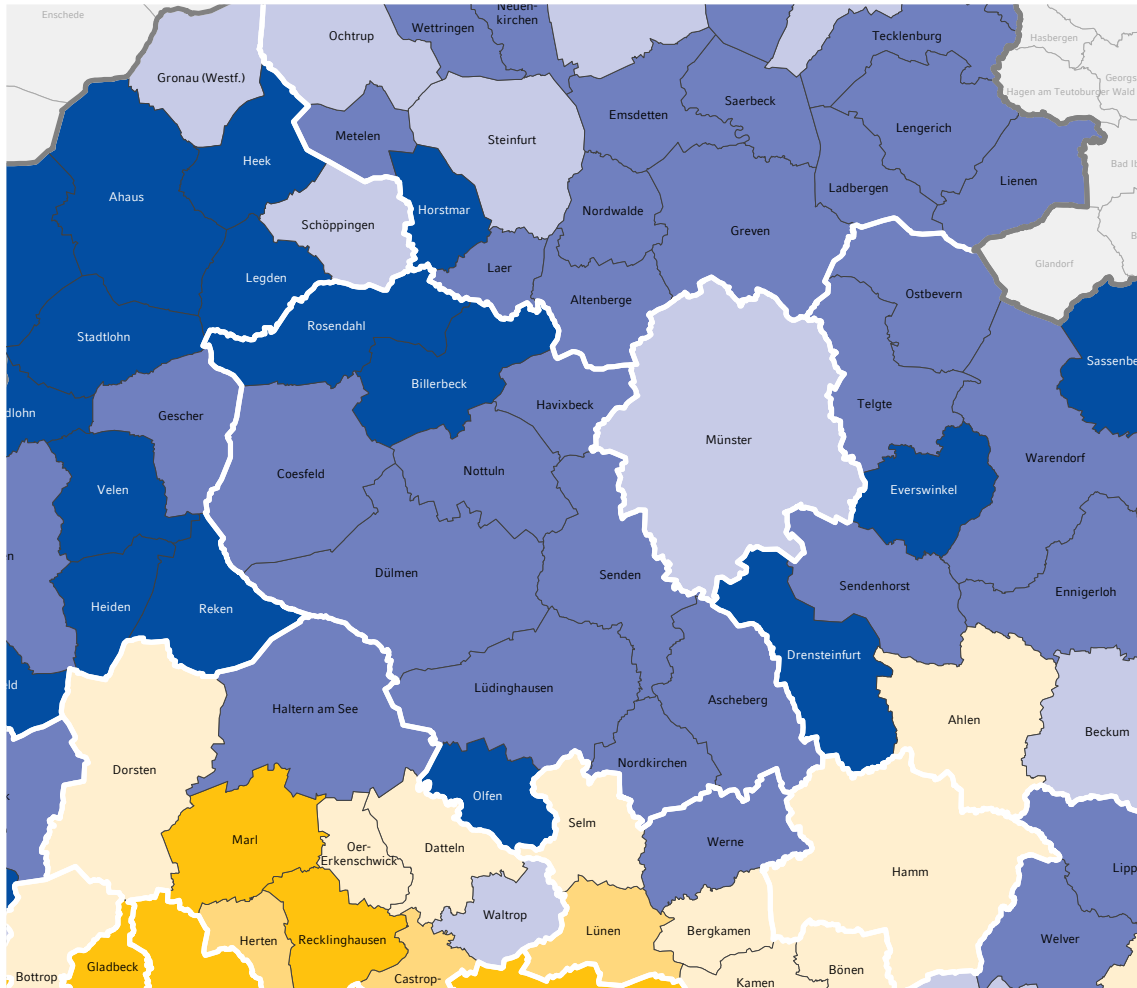 Enschede
Neuen-
kirchen
Ochtrup
Wettringen
Tecklenburg
Hasbergen
Gronau (Westf.)
Georgs
Hagen am Teutoburger Wald
Saerbeck
Emsdetten
Lengerich
Metelen
Steinfurt
Heek
Bad Ib
Lienen
Ladbergen
Ahaus
Horstmar
Nordwalde
Schöppingen
Greven
Glandorf
Laer
Legden
Ostbevern
Altenberge
Rosendahl
Stadtlohn
Sassenbe
Billerbeck
Havixbeck
Telgte
dlohn
Gescher
Münster
Warendorf
Coesfeld
Nottuln
Velen
Everswinkel
en
Dülmen
Senden
Sendenhorst
Ennigerloh
Heiden
Reken
Drensteinfurt
eld
Lüdinghausen
Ascheberg
Haltern am See
Ahlen
Beckum
Nordkirchen
Dorsten
Olfen
k
Selm
Marl
Werne
Oer-
Erkenschwick
Datteln
Lipp
Hamm
Waltrop
Lünen
Bergkamen
Herten
Recklinghausen
Welver
Gladbeck
Bönen
Bottrop
Castrop-
Kamen